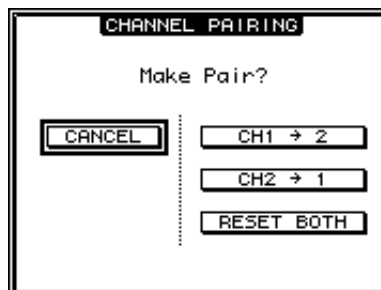 CHANNEL PAIRING
Make Pair?
CANCEL
CH1 → 2
CH2 → 1
RESET BOTH